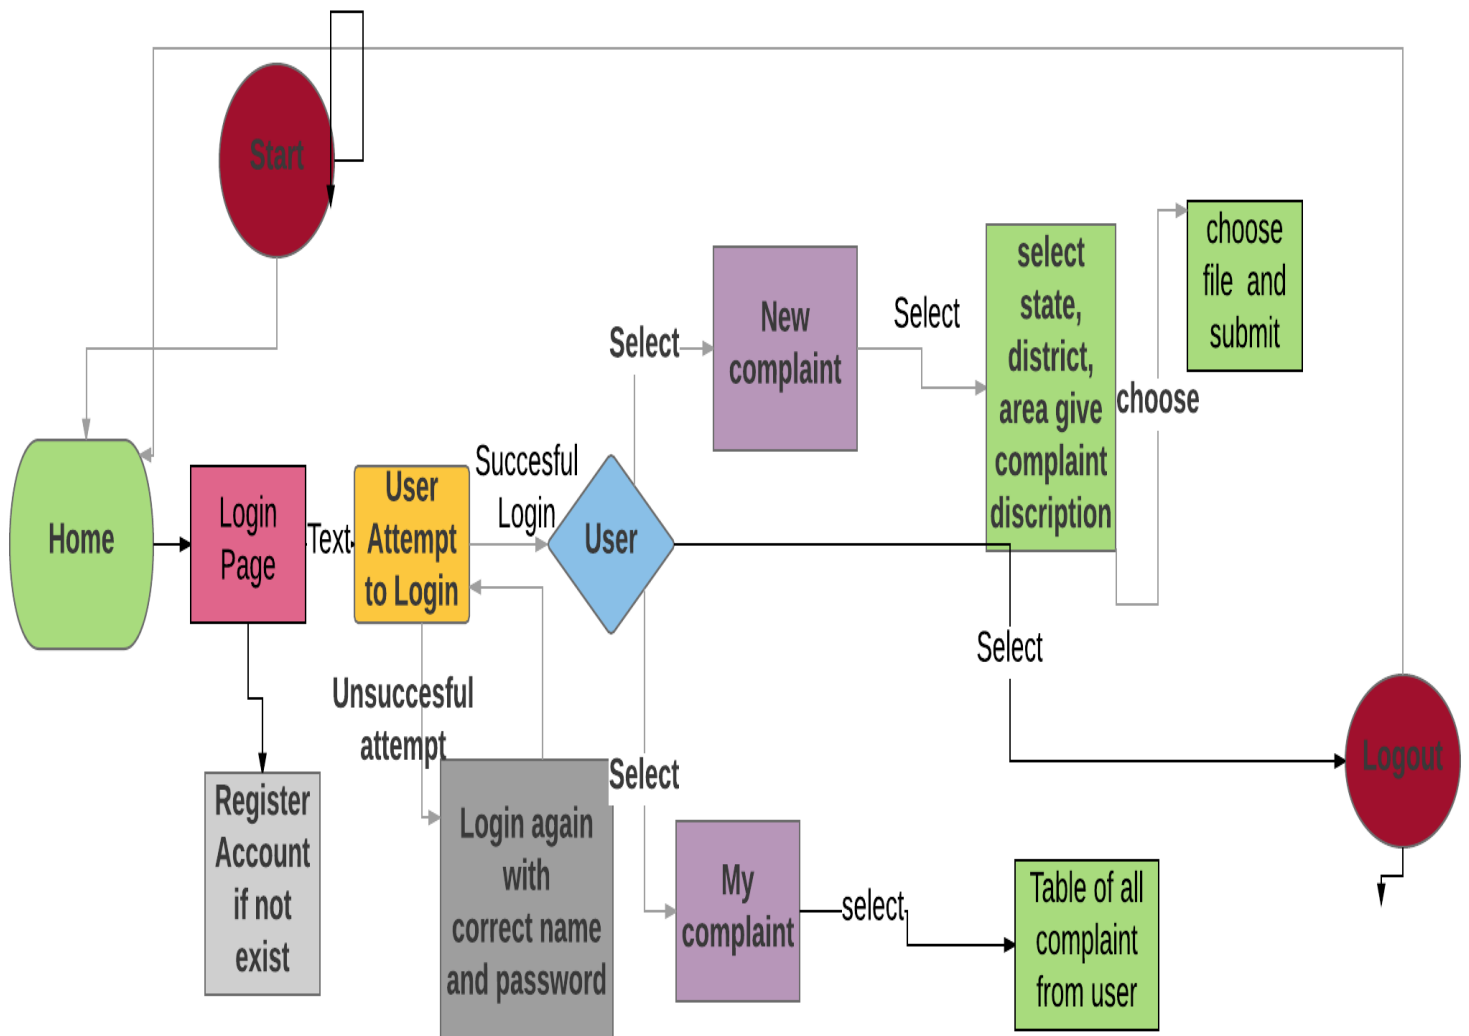 Start
choose
file and
submit
select
state,
district,
area give
complaint
discription
New
complaint
Select
Select
choose
Succesful
Login
User
Attempt
to Login
User
Home
Login
Page
Text
Select
Unsuccesful
attempt
Select
Logout
Register
Account
if not
exist
Login again
with
correct name
and password
My
complaint
select
Table of all
complaint
from user